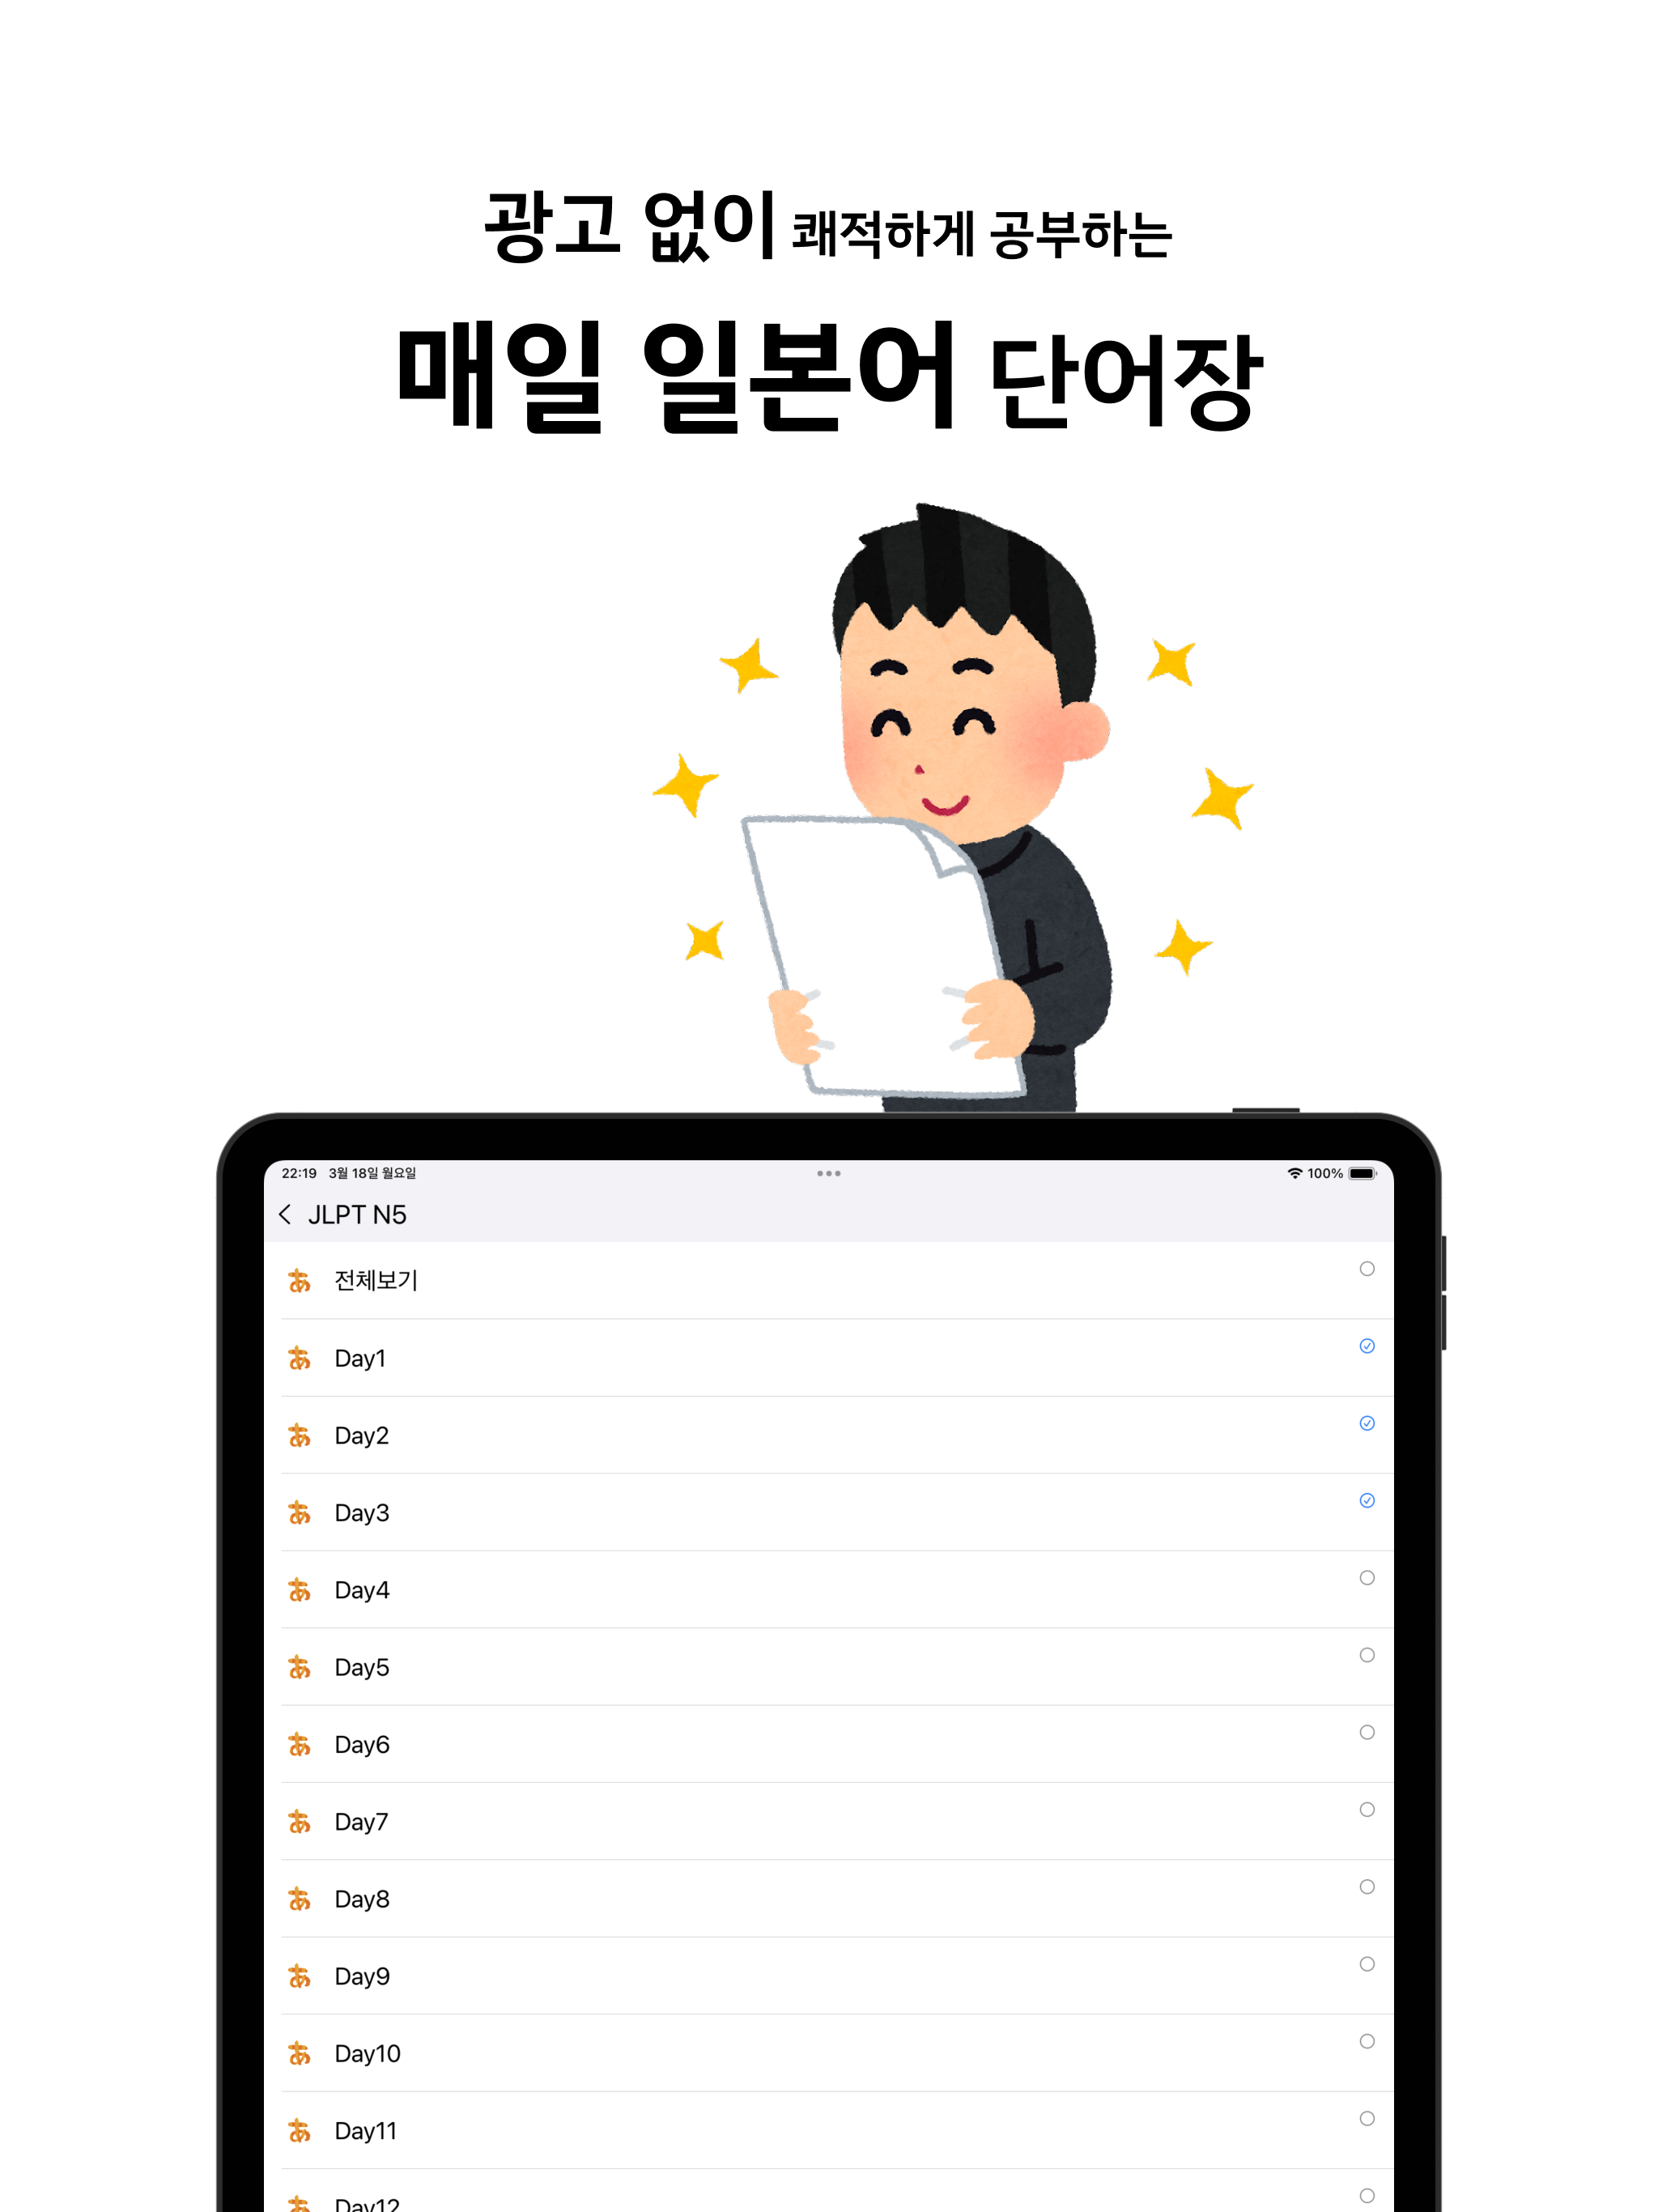 광고 없이 쾌적하게 공부하는
매일 일본어 단어장
22:19 3월 18일 월요일
100%
JLPT N5
あ 전체보기
あ Day1
あ Day2
あ Day3
あ Day4
あ Day5
あ Day6
あ Day7
あ Day8
あ Day9
あ Day10
あ Day11
あ Day12